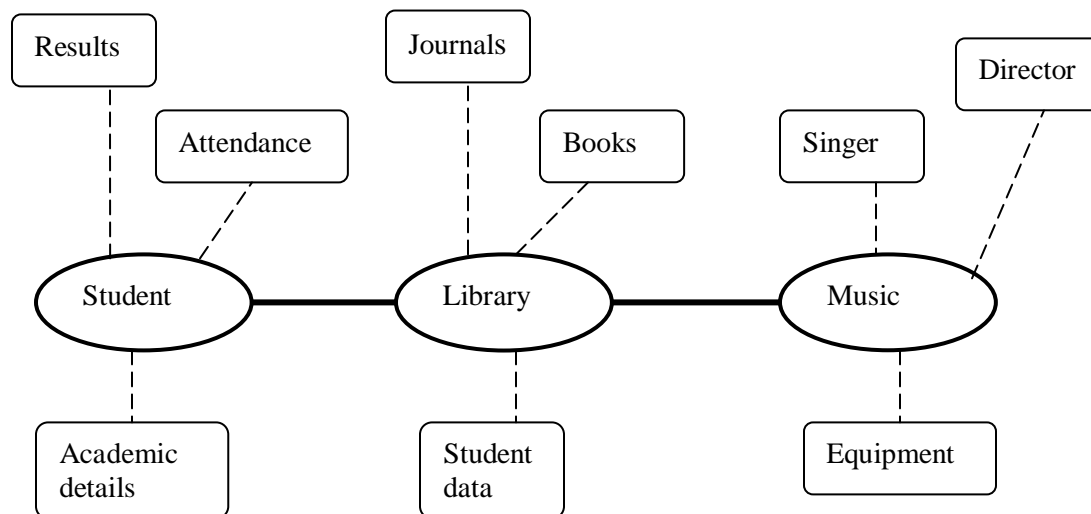 Results
Journals
Director
Attendance
Books
Singer
Student
Library
Music
Academic
details
Student
data
Equipment